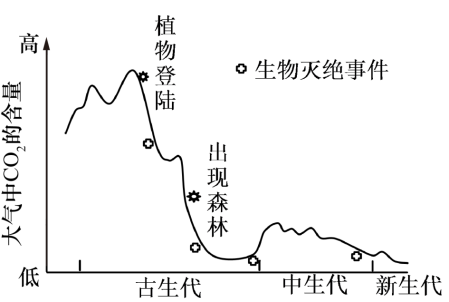 高
植物登陆
生物灭绝事件
大气中CO₂的含量
出现森林
低
古生代
中生代
新生代